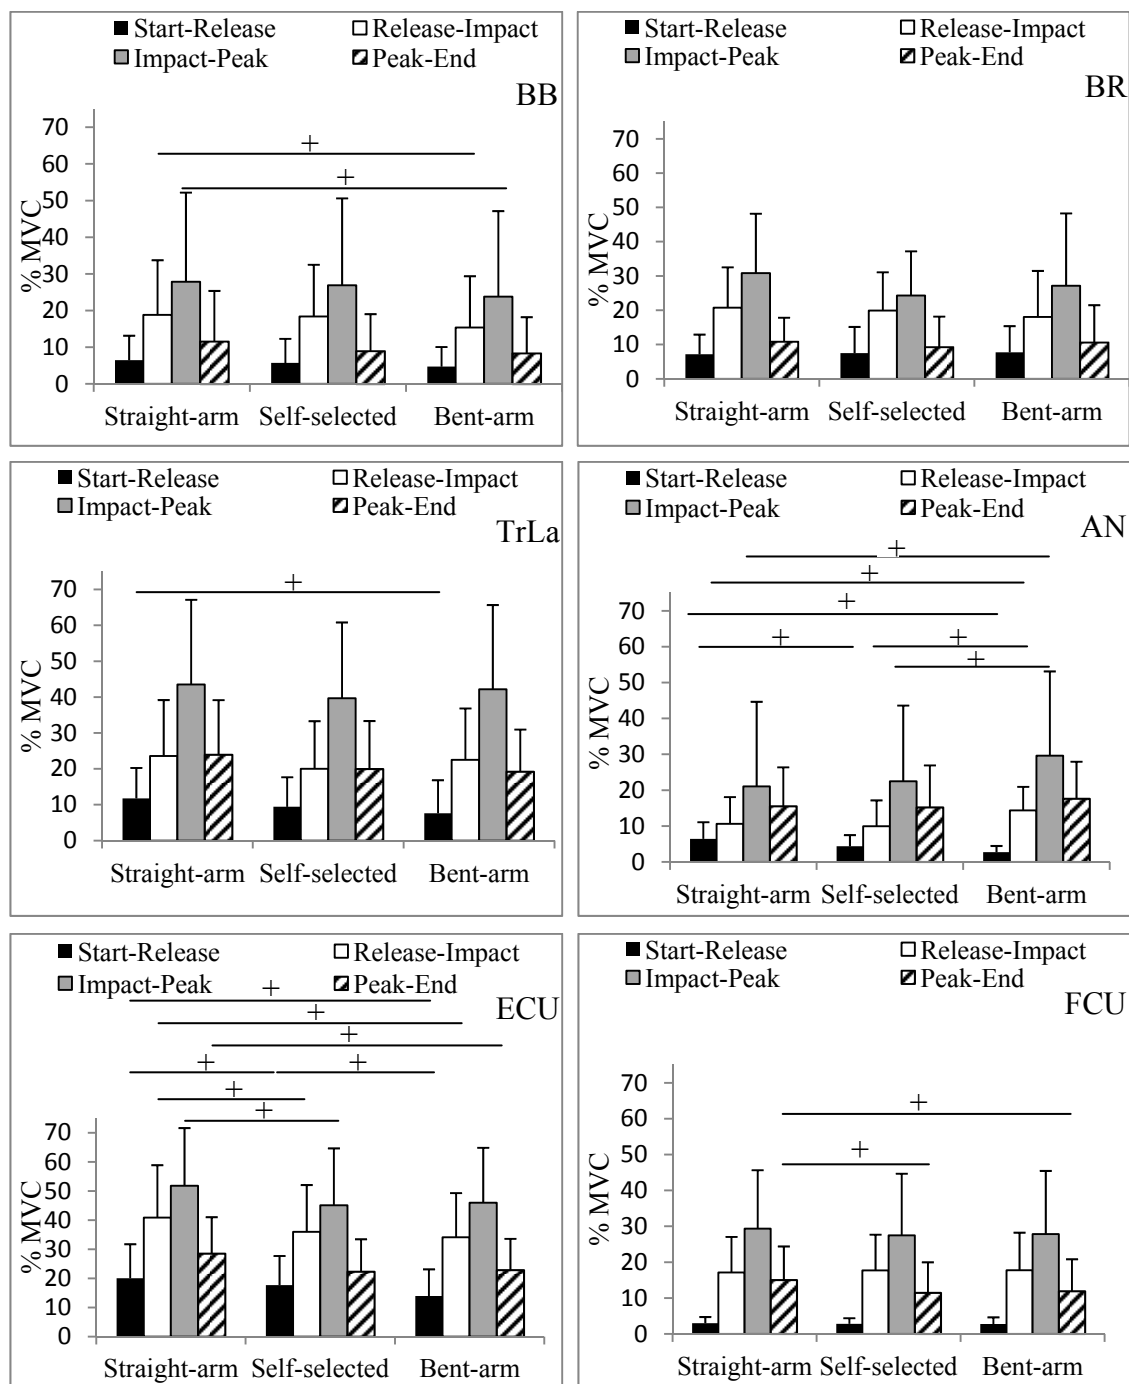 Start-Release Release-Impact
Impact-Peak Peak-End
BB
% MVC
70
60
50
40
30
20
10
0
Straight-arm Self-selected Bent-arm
+
+
Start-Release Release-Impact
Impact-Peak Peak-End
BR
% MVC
70
60
50
40
30
20
10
0
Straight-arm Self-selected Bent-arm
Start-Release Release-Impact
Impact-Peak Peak-End
TrLa
+
% MVC
70
60
50
40
30
20
10
0
Straight-arm Self-selected Bent-arm
Start-Release Release-Impact
Impact-Peak Peak-End
AN
+
+
+
+ +
+
% MVC
70
60
50
40
30
20
10
0
Straight-arm Self-selected Bent-arm
Start-Release Release-Impact
Impact-Peak Peak-End
ECU
+
+
+
+ +
+
+
% MVC
70
60
50
40
30
20
10
0
Straight-arm Self-selected Bent-arm
Start-Release Release-Impact
Impact-Peak Peak-End
FCU
+
+
% MVC
70
60
50
40
30
20
10
0
Straight-arm Self-selected Bent-arm